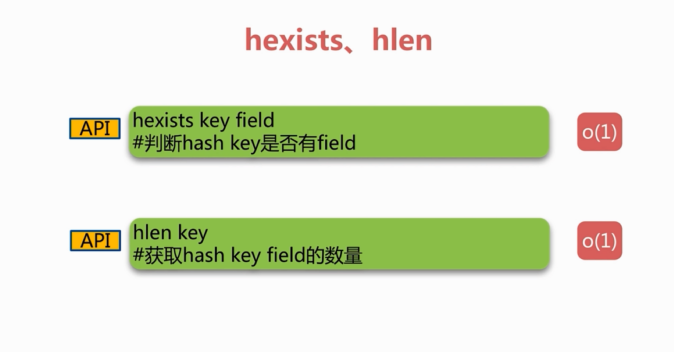 hexists、hlen
API
hexists key field
#判断hash key是否有field
o(1)
API
hlen key
#获取hash key field的数量
o(1)